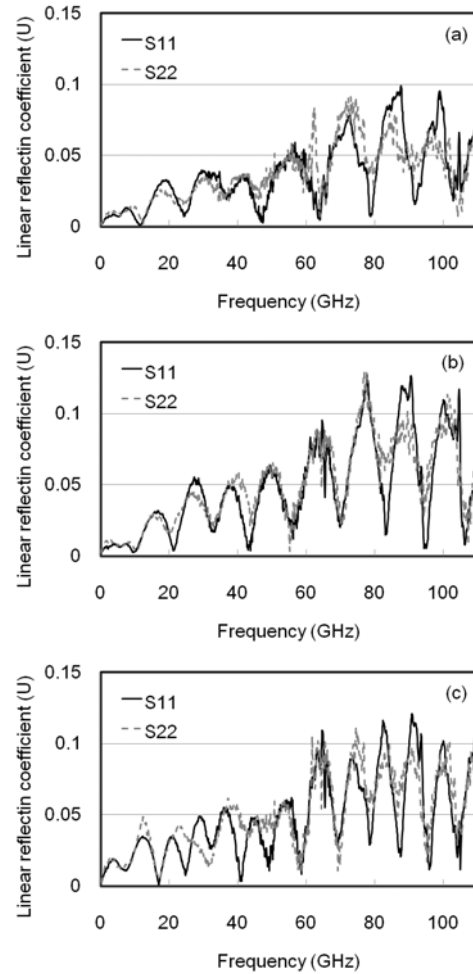 (a)
S11
S22
Linear reflectin coefficient (U)
0.15
0.1
0.05
0
0 20 40 60 80 100
Frequency (GHz)
(b)
S11
S22
Linear reflectin coefficient (U)
0.15
0.1
0.05
0
0 20 40 60 80 100
Frequency (GHz)
(c)
S11
S22
Linear reflectin coefficient (U)
0.15
0.1
0.05
0
0 20 40 60 80 100
Frequency (GHz)